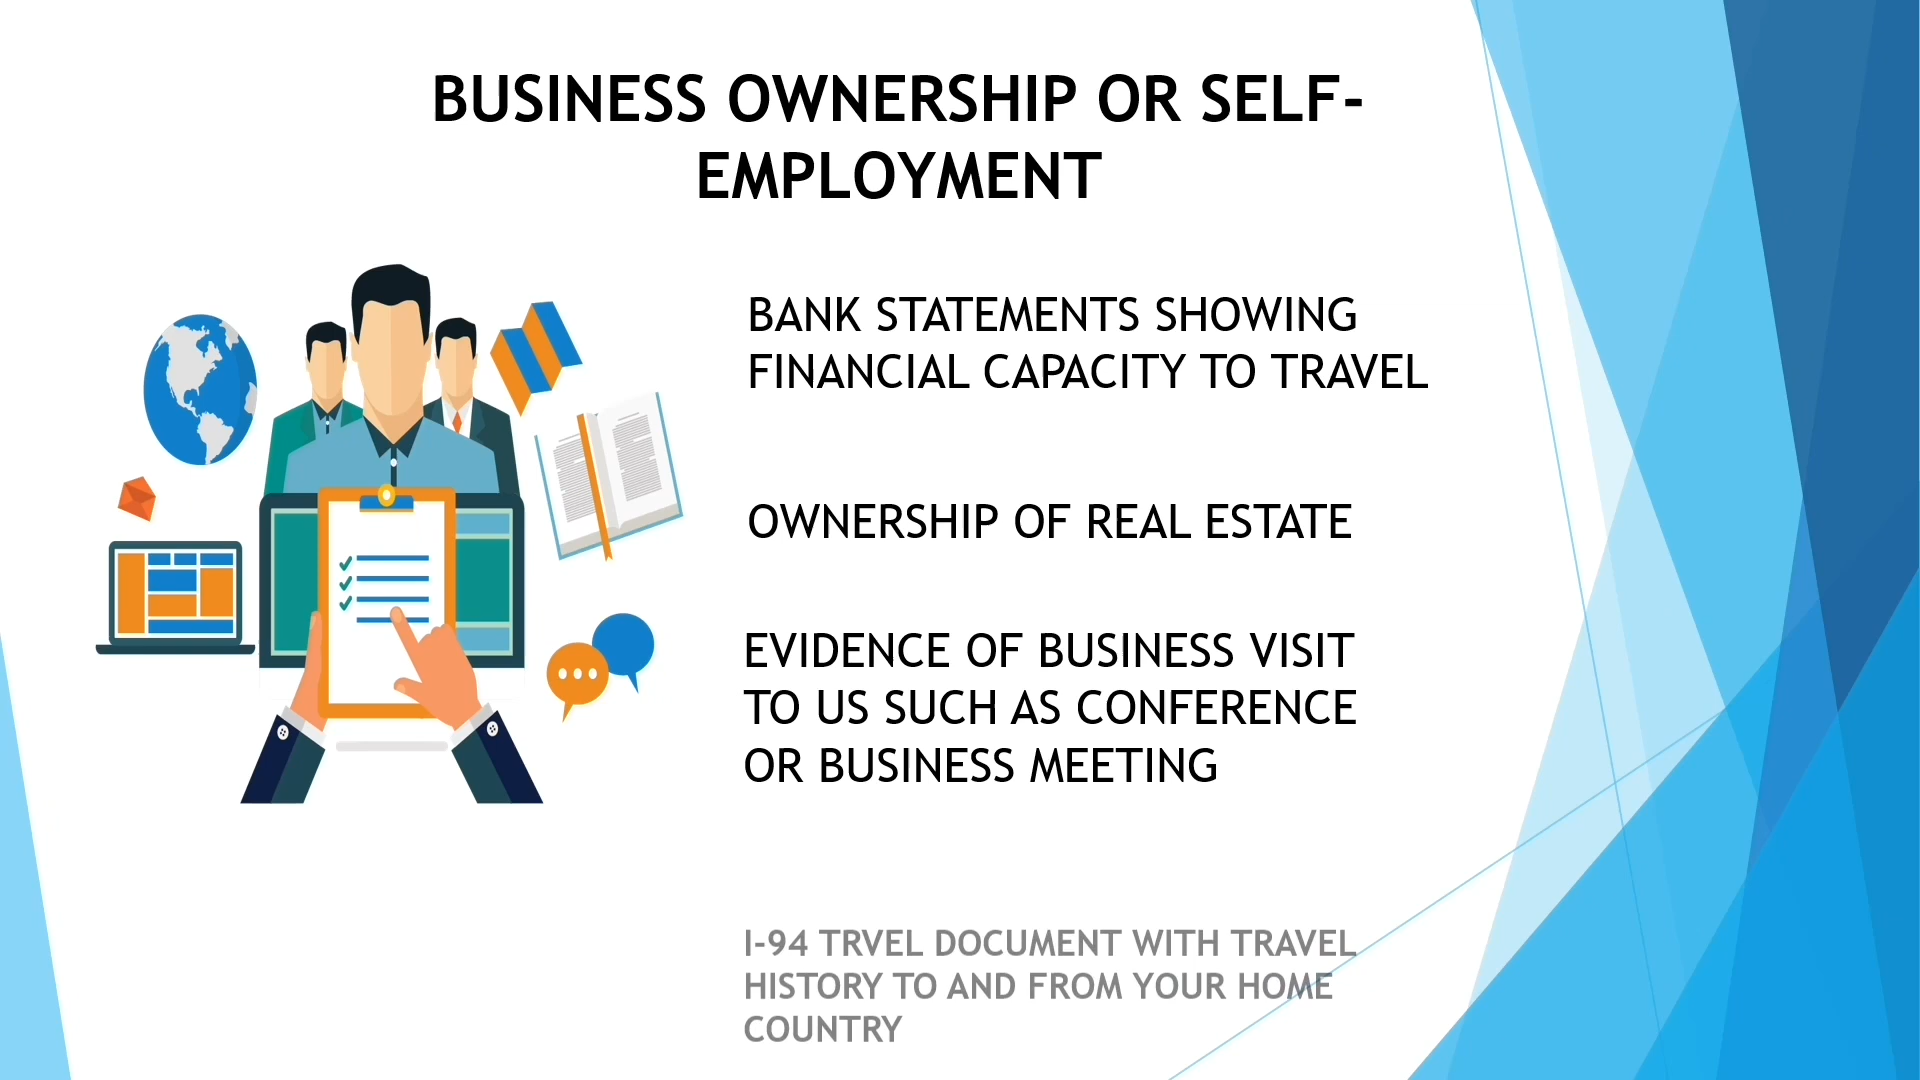 BUSINESS OWNERSHIP OR SELF-
EMPLOYMENT
BANK STATEMENTS SHOWING
FINANCIAL CAPACITY TO TRAVEL
OWNERSHIP OF REAL ESTATE
EVIDENCE OF BUSINESS VISIT
TO US SUCH AS CONFERENCE
OR BUSINESS MEETING
I-94 TRVEL DOCUMENT WITH TRAVEL
HISTORY TO AND FROM YOUR HOME
COUNTRY